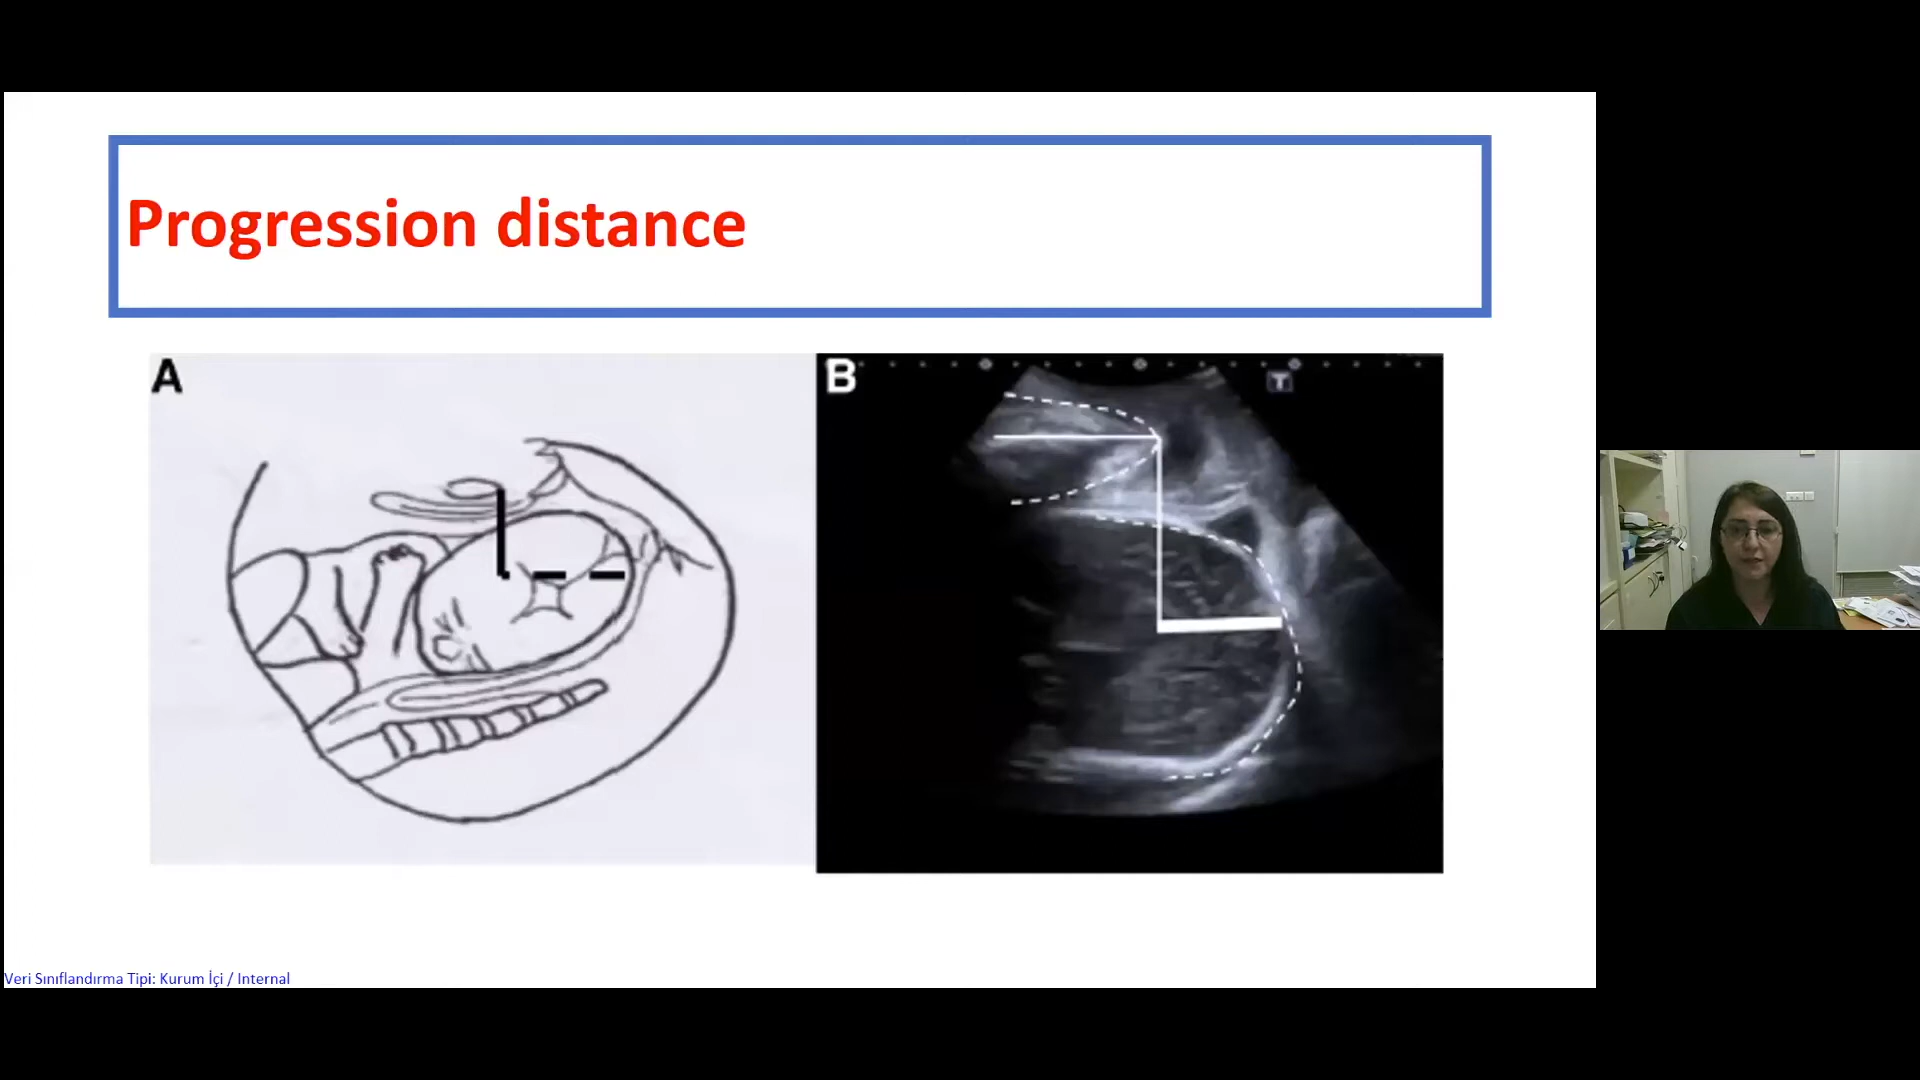 Progression distance
A
B
T
Veri Sınıflandırma Tipi: Kurum İçi / Internal